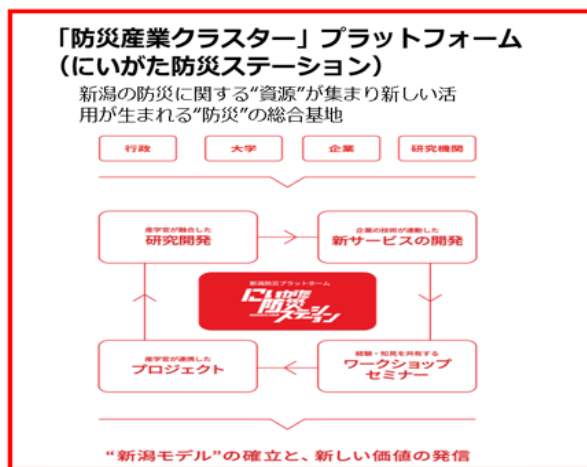 「防災産業クラスター」プラットフォーム
（にいがた防災ステーション）
新潟の防災に関する“資源”が集まり新しい活
用が生まれる“防災”の総合基地
行政
大学
企業
研究機関
産学官が融合した
研究開発
企業の技術が連動した
新サービスの開発
新潟防災プラットホーム
にいがた
防災
ステーション
産学官が連携した
プロジェクト
経験・知見を共有する
ワークショップ
セミナー
“新潟モデル”の確立と、新しい価値の発信